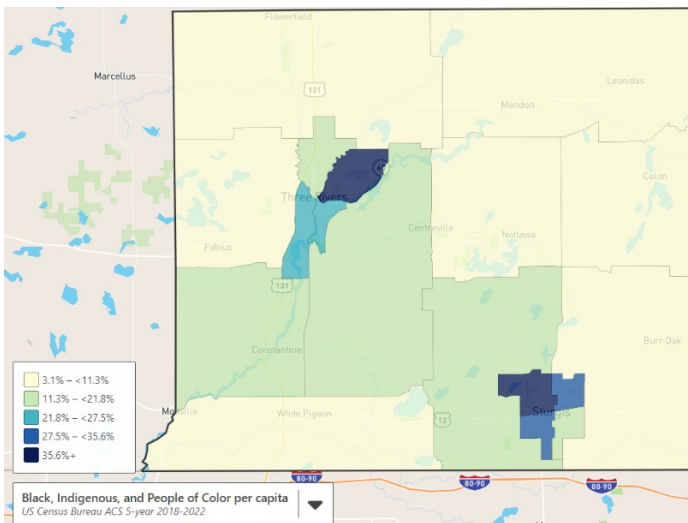 Flowerfield
Marcellus
Leonidas
131
Mendon
Three Rivers
Colon
Centreville
Nottawa
Fabius
131
Burr Oak
Constantine
3.1% – <11.3%
11.3% – <21.8%
21.8% – <27.5%
27.5% – <35.6%
35.6%+
White Pigeon
12
Sturgis
80-90
80-90
80-90
Black, Indigenous, and People of Color per capita
US Census Bureau ACS 5-year 2018-2022